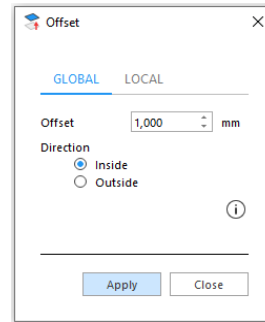 Offset
GLOBAL LOCAL
Offset 1,000 mm
Direction
Inside
Outside
Apply Close